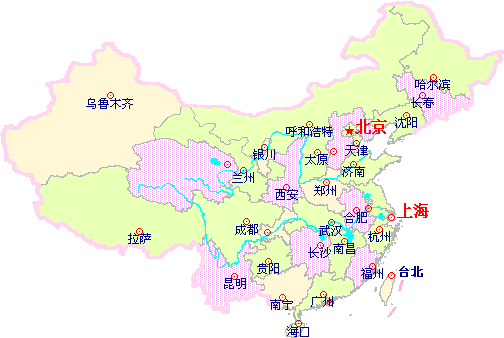 哈尔滨
乌鲁木齐
长春
沈阳
呼和浩特
北京
银川
太原
天津
兰州
济南
西安
郑州
合肥
上海
拉萨
成都
武汉
杭州
长沙
南昌
贵阳
福州
台北
昆明
南宁
广州
海口